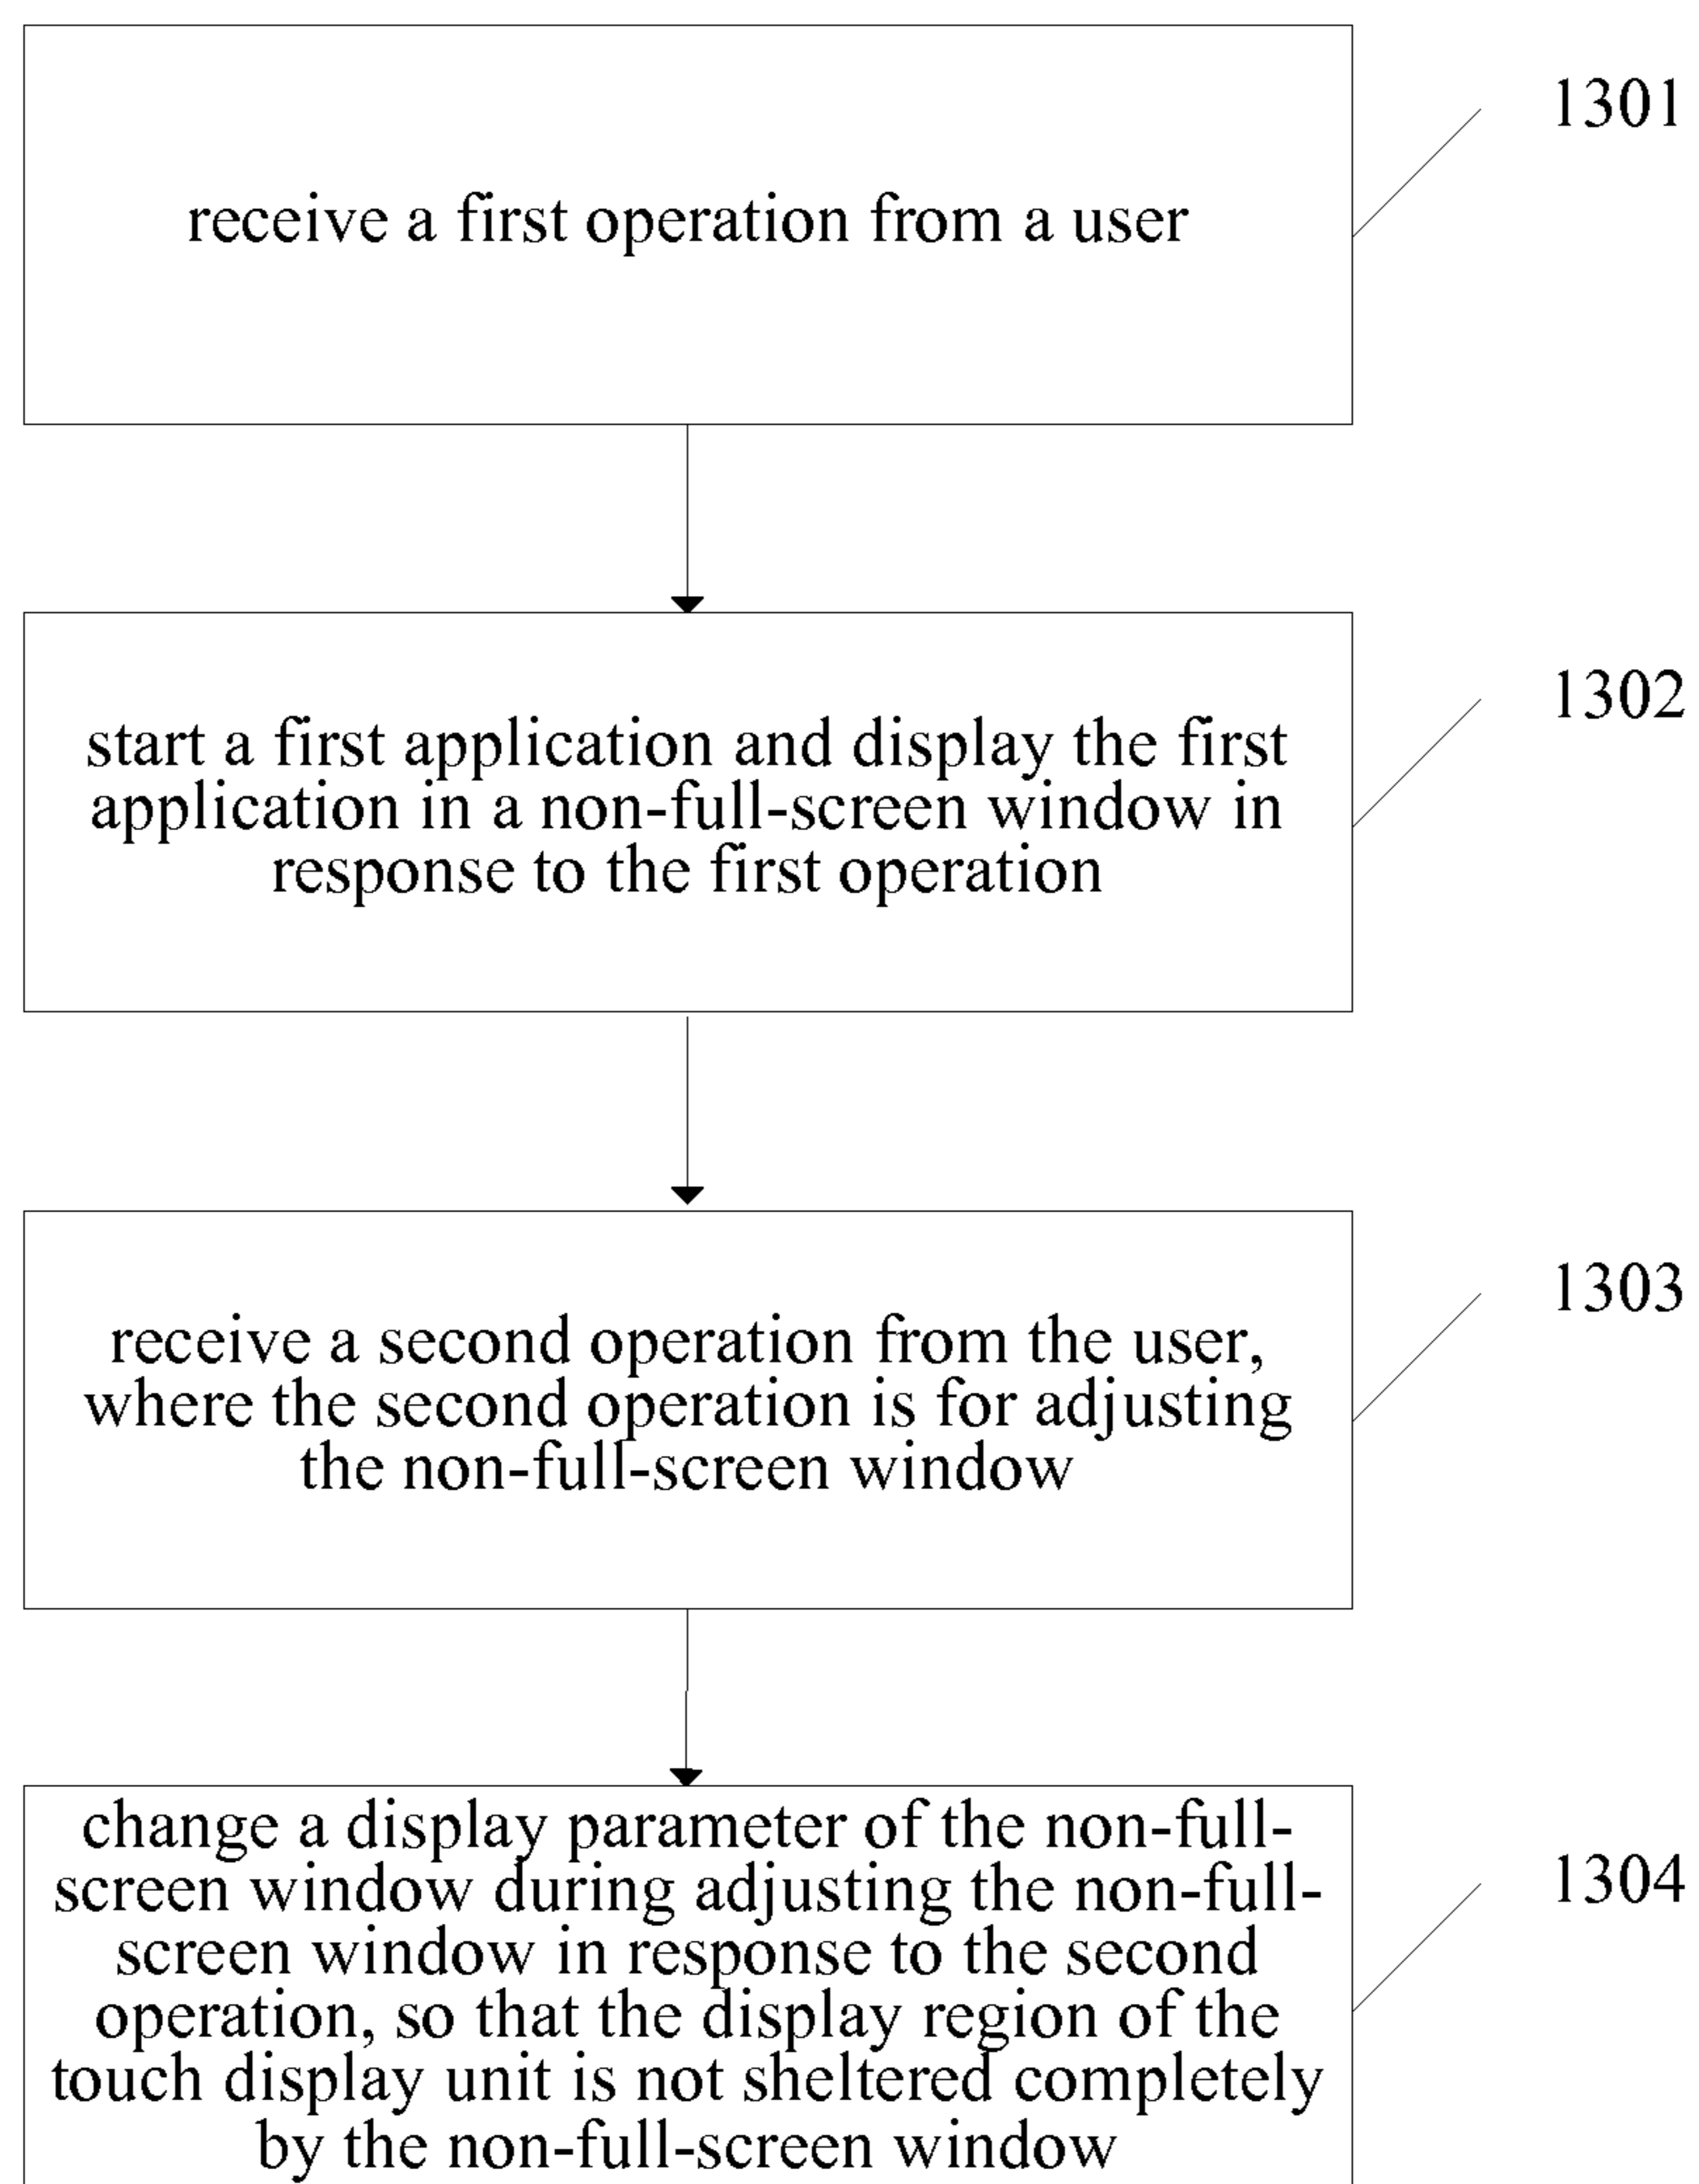 1301
receive a first operation from a user
1302
start a first application and display the first
application in a non-full-screen window in
response to the first operation
1303
receive a second operation from the user,
where the second operation is for adjusting
the non-full-screen window
1304
change a display parameter of the non-full-
screen window during adjusting the non-full-
screen window in response to the second
operation, so that the display region of the
touch display unit is not sheltered completely
by the non-full-screen window